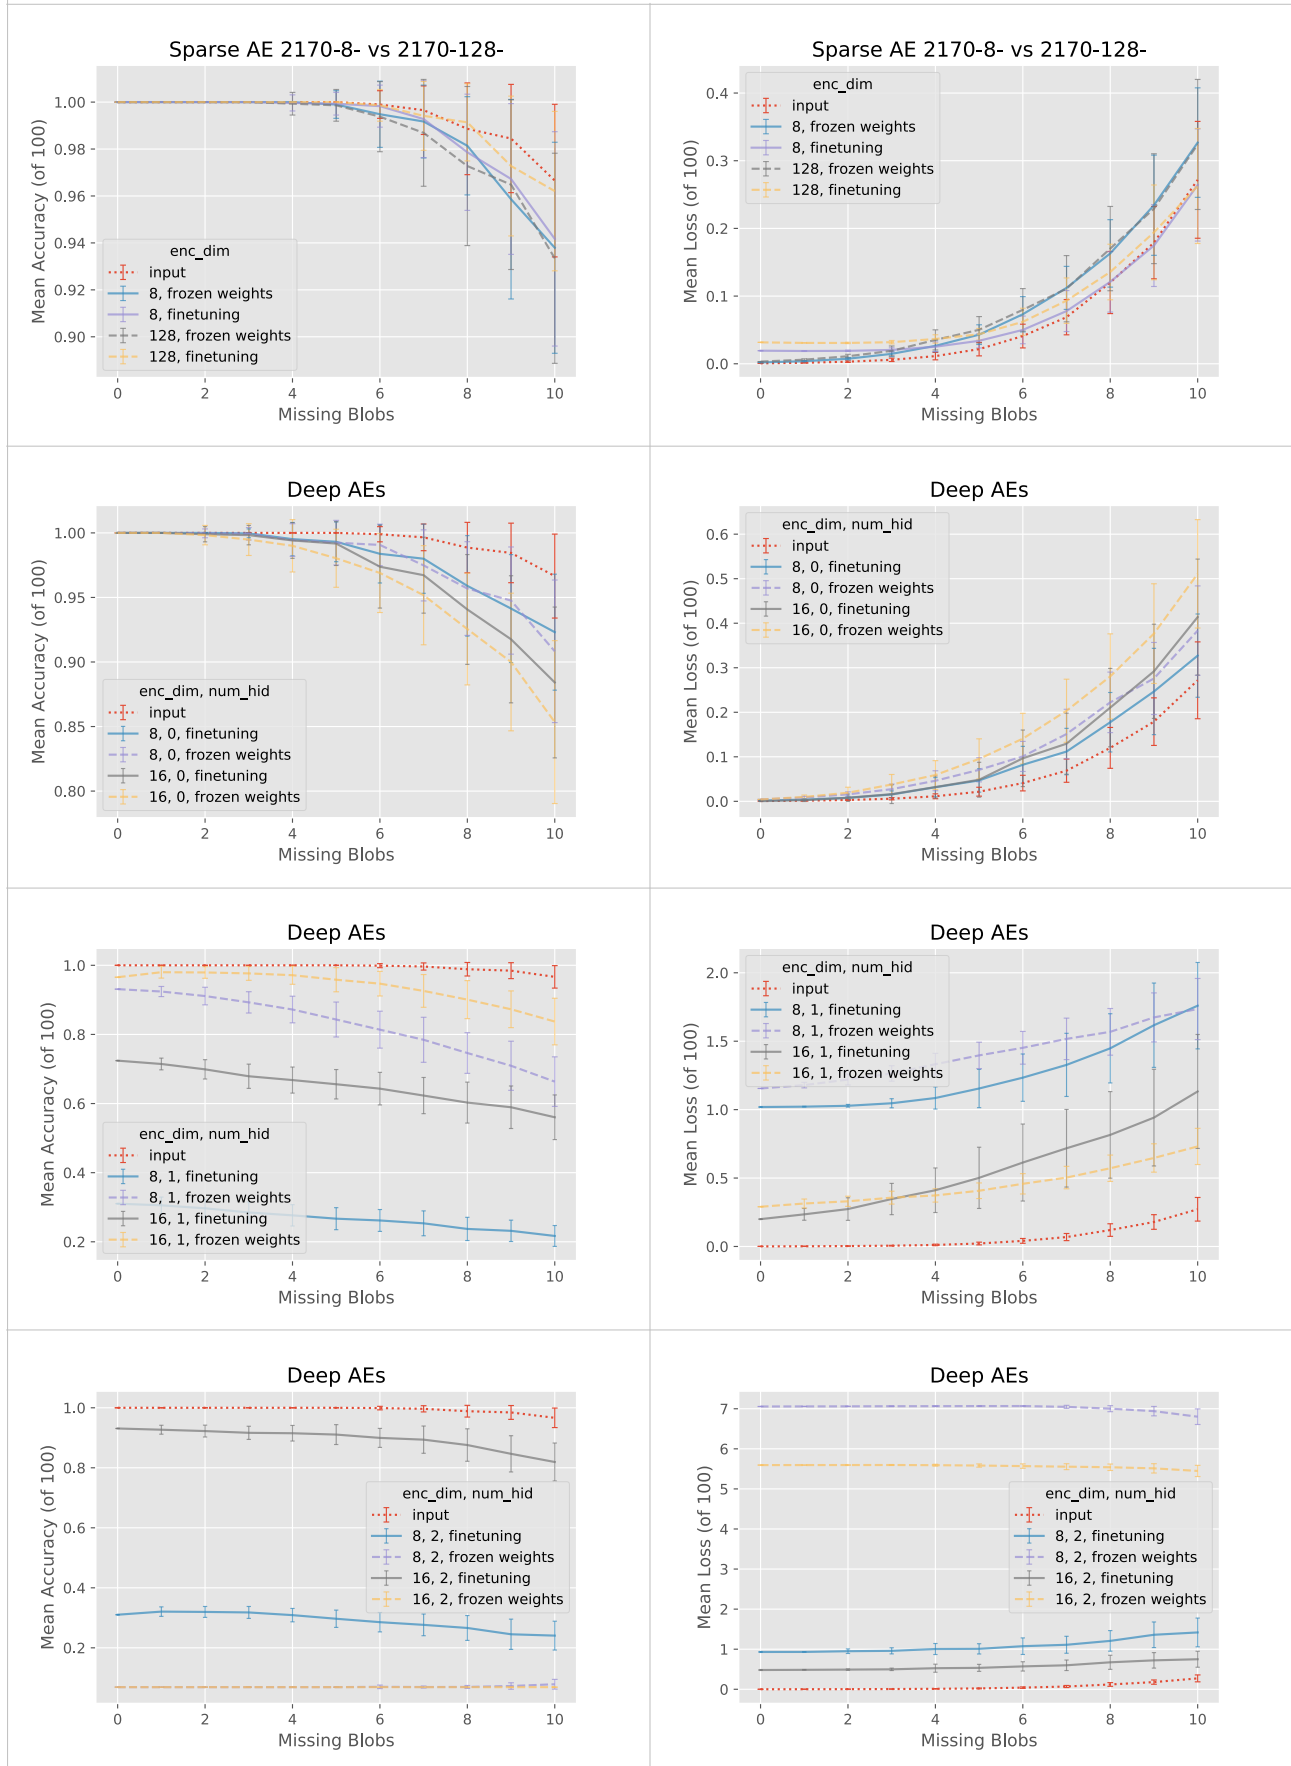 Sparse AE 2170-8- vs 2170-128-
Mean Accuracy (of 100)
1.00
0.98
0.96
0.94
0.92
0.90
enc_dim
input
8, frozen weights
8, finetuning
128, frozen weights
128, finetuning
0 2 4 6 8 10
Missing Blobs
Sparse AE 2170-8- vs 2170-128-
Mean Loss (of 100)
0.4
0.3
0.2
0.1
0.0
enc_dim
input
8, frozen weights
8, finetuning
128, frozen weights
128, finetuning
0 2 4 6 8 10
Missing Blobs
Deep AEs
Mean Accuracy (of 100)
1.00
0.95
0.90
0.85
0.80
enc_dim, num_hid
input
8, 0, finetuning
8, 0, frozen weights
16, 0, finetuning
16, 0, frozen weights
0 2 4 6 8 10
Missing Blobs
Deep AEs
Mean Loss (of 100)
0.6
0.5
0.4
0.3
0.2
0.1
0.0
enc_dim, num_hid
input
8, 0, finetuning
8, 0, frozen weights
16, 0, finetuning
16, 0, frozen weights
0 2 4 6 8 10
Missing Blobs
Deep AEs
Mean Accuracy (of 100)
1.0
0.8
0.6
0.4
0.2
enc_dim, num_hid
input
8, 1, finetuning
8, 1, frozen weights
16, 1, finetuning
16, 1, frozen weights
0 2 4 6 8 10
Missing Blobs
Deep AEs
Mean Loss (of 100)
2.0
1.5
1.0
0.5
0.0
enc_dim, num_hid
input
8, 1, finetuning
8, 1, frozen weights
16, 1, finetuning
16, 1, frozen weights
0 2 4 6 8 10
Missing Blobs
Deep AEs
Mean Accuracy (of 100)
1.0
0.8
0.6
0.4
0.2
enc_dim, num_hid
input
8, 2, finetuning
8, 2, frozen weights
16, 2, finetuning
16, 2, frozen weights
0 2 4 6 8 10
Missing Blobs
Deep AEs
Mean Loss (of 100)
7
6
5
4
3
2
1
0
enc_dim, num_hid
input
8, 2, finetuning
8, 2, frozen weights
16, 2, finetuning
16, 2, frozen weights
0 2 4 6 8 10
Missing Blobs